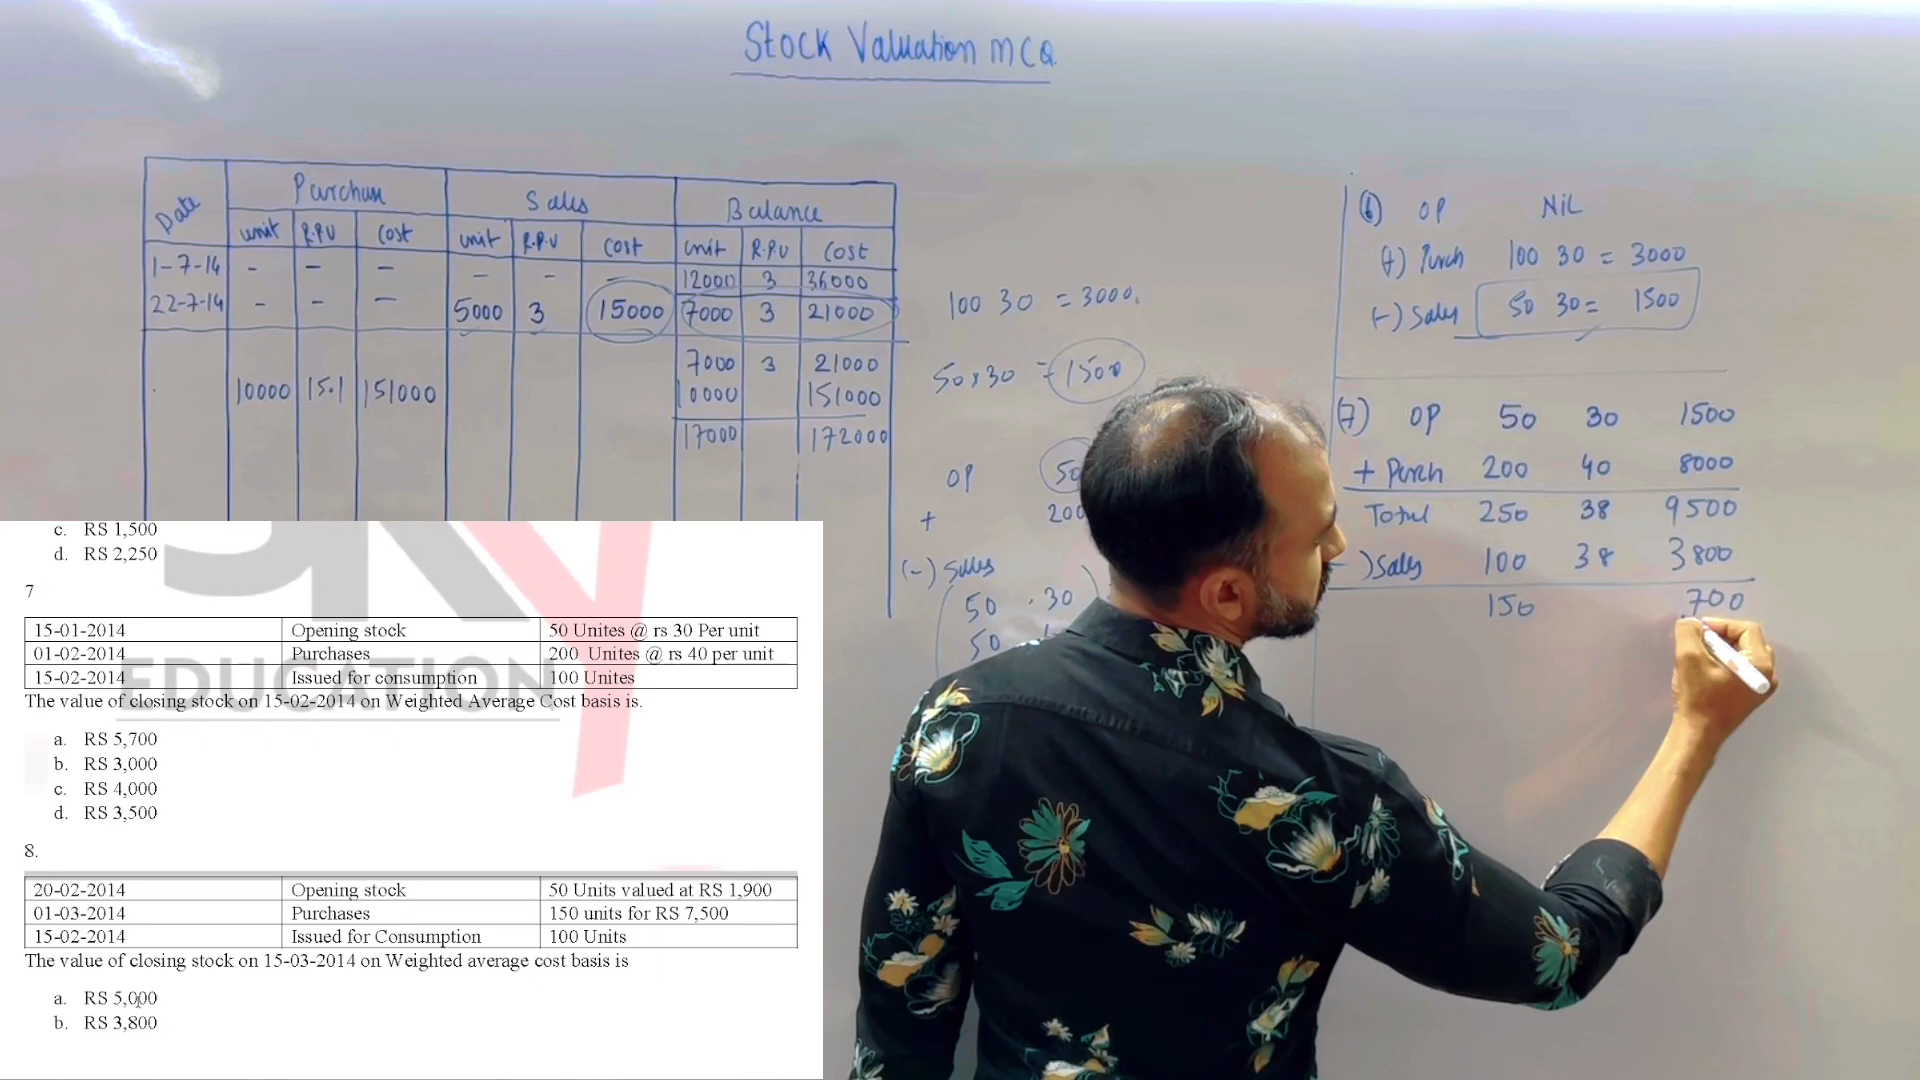 Stock Valuation MCQ.
Date Purchase Sales Balance
unit R.P.U Cost unit R.P.U Cost unit R.P.U Cost
1-7-14 - - - - - - 12000 3 36000
22-7-14 - - - 5000 3 15000 7000 3 21000
7000 3 21000
10000 15.1 151000 10000 151000
17000 172000
100 30 = 3000.
50 x 30 = 1500
OP 50
+ 200
(-) Sales
50 . 30
50
(6) OP NiL
(+) Purch 100 30 = 3000
(-) Sales 50 30 = 1500
(7) OP 50 30 1500
+ Purch 200 40 8000
Total 250 38 9500
) Sales 100 38 3800
150 700
c. RS 1,500
d. RS 2,250
7
15-01-2014 Opening stock 50 Unites @ rs 30 Per unit
01-02-2014 Purchases 200 Unites @ rs 40 per unit
15-02-2014 Issued for consumption 100 Unites
The value of closing stock on 15-02-2014 on Weighted Average Cost basis is.
a. RS 5,700
b. RS 3,000
c. RS 4,000
d. RS 3,500
8.
20-02-2014 Opening stock 50 Units valued at RS 1,900
01-03-2014 Purchases 150 units for RS 7,500
15-02-2014 Issued for Consumption 100 Units
The value of closing stock on 15-03-2014 on Weighted average cost basis is
a. RS 5,000
b. RS 3,800
SKY
EDUCATION